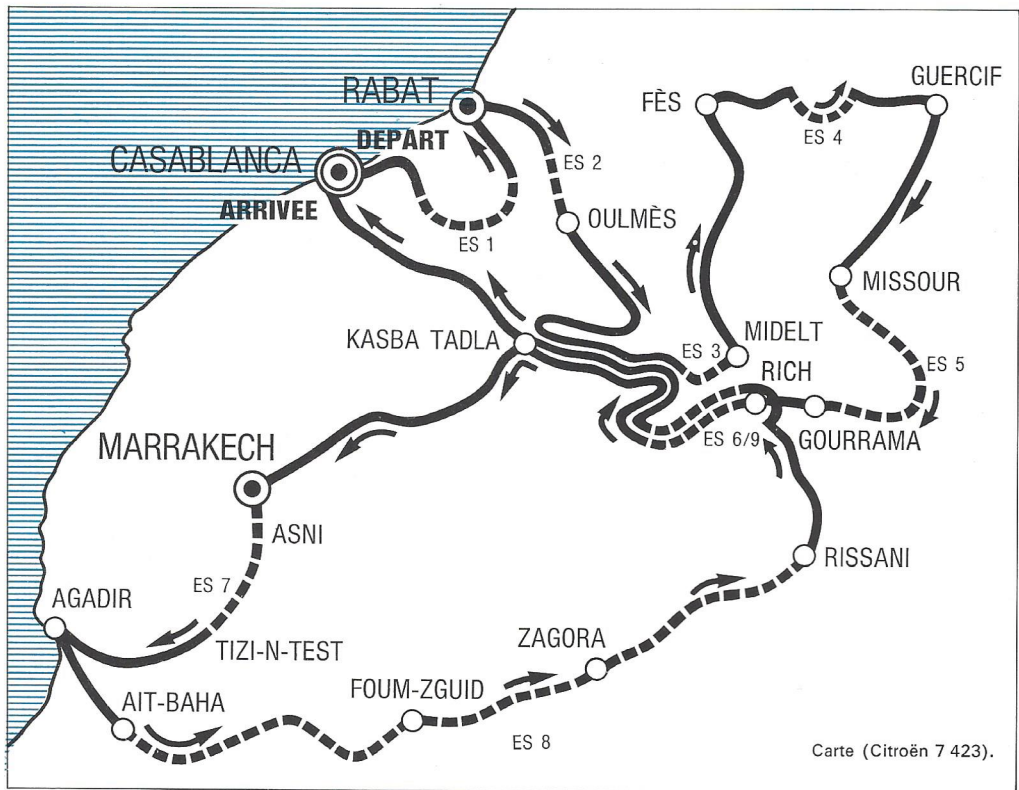 RABAT
DÉPART
CASABLANCA
ARRIVEE
ES 1
ES 2
OULMÈS
FÈS
ES 4
GUERCIF
MISSOUR
KASBA TADLA
ES 3
MIDELT
RICH
ES 5
ES 6/9
GOURRAMA
MARRAKECH
ASNI
RISSANI
ES 7
AGADIR
TIZI-N-TEST
ZAGORA
AIT-BAHA
FOUM-ZGUID
ES 8
Carte (Citroën 7 423).